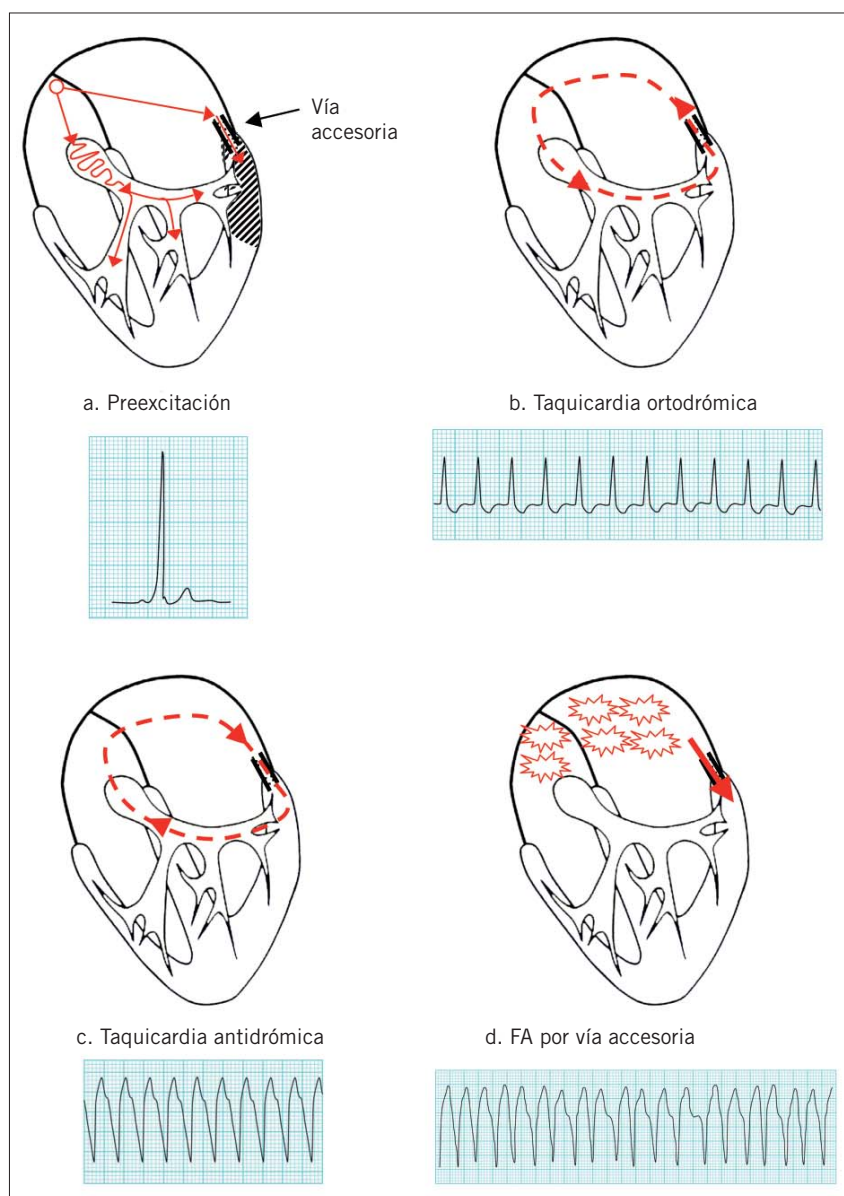 Vía
accesoria
a. Preexcitación
b. Taquicardia ortodrómica
c. Taquicardia antidrómica
d. FA por vía accesoria